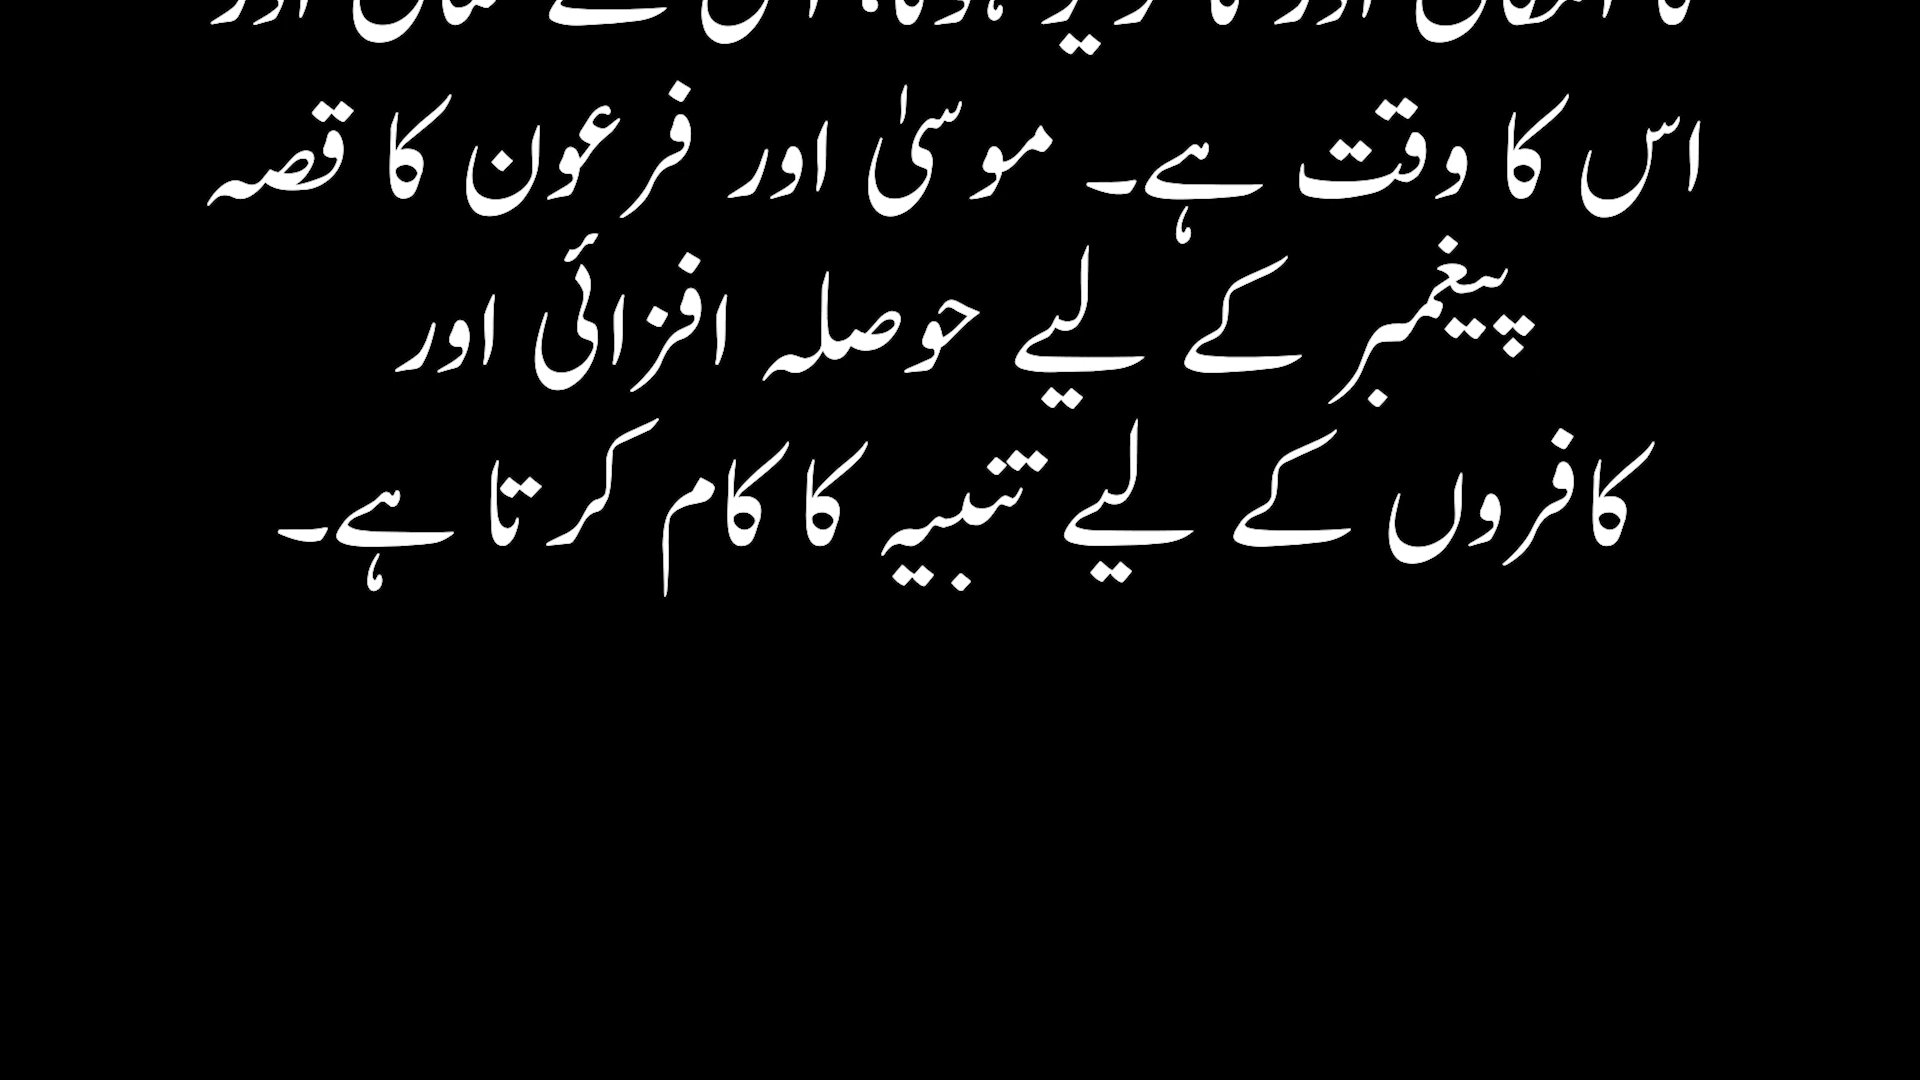 اور
اس کا وقت ہے۔ موسیٰ اور فرعون کا قصہ
پیغمبر کے لیے حوصلہ افزائی اور
کافروں کے لیے تنبیہ کا کام کرتا ہے۔